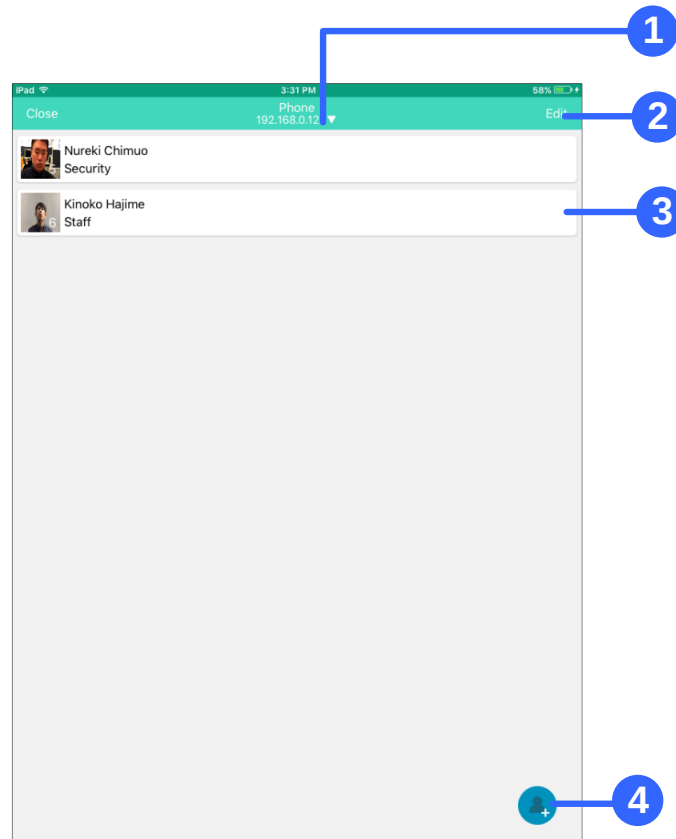 1
iPad 3:31 PM 58%
Close Phone Edit
192.168.0.12 ▼
2
Nureki Chimuo
5 Security
Kinoko Hajime
3
6 Staff
4